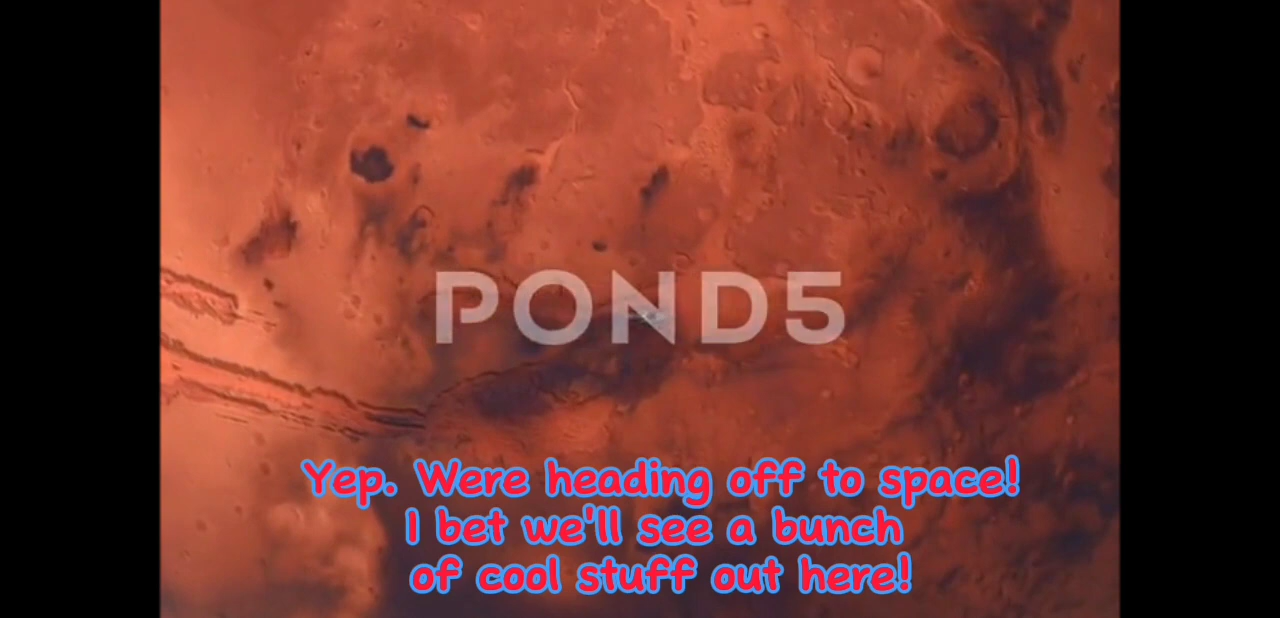 POND5
Yep. Were heading off to space!
I bet we'll see a bunch
of cool stuff out here!